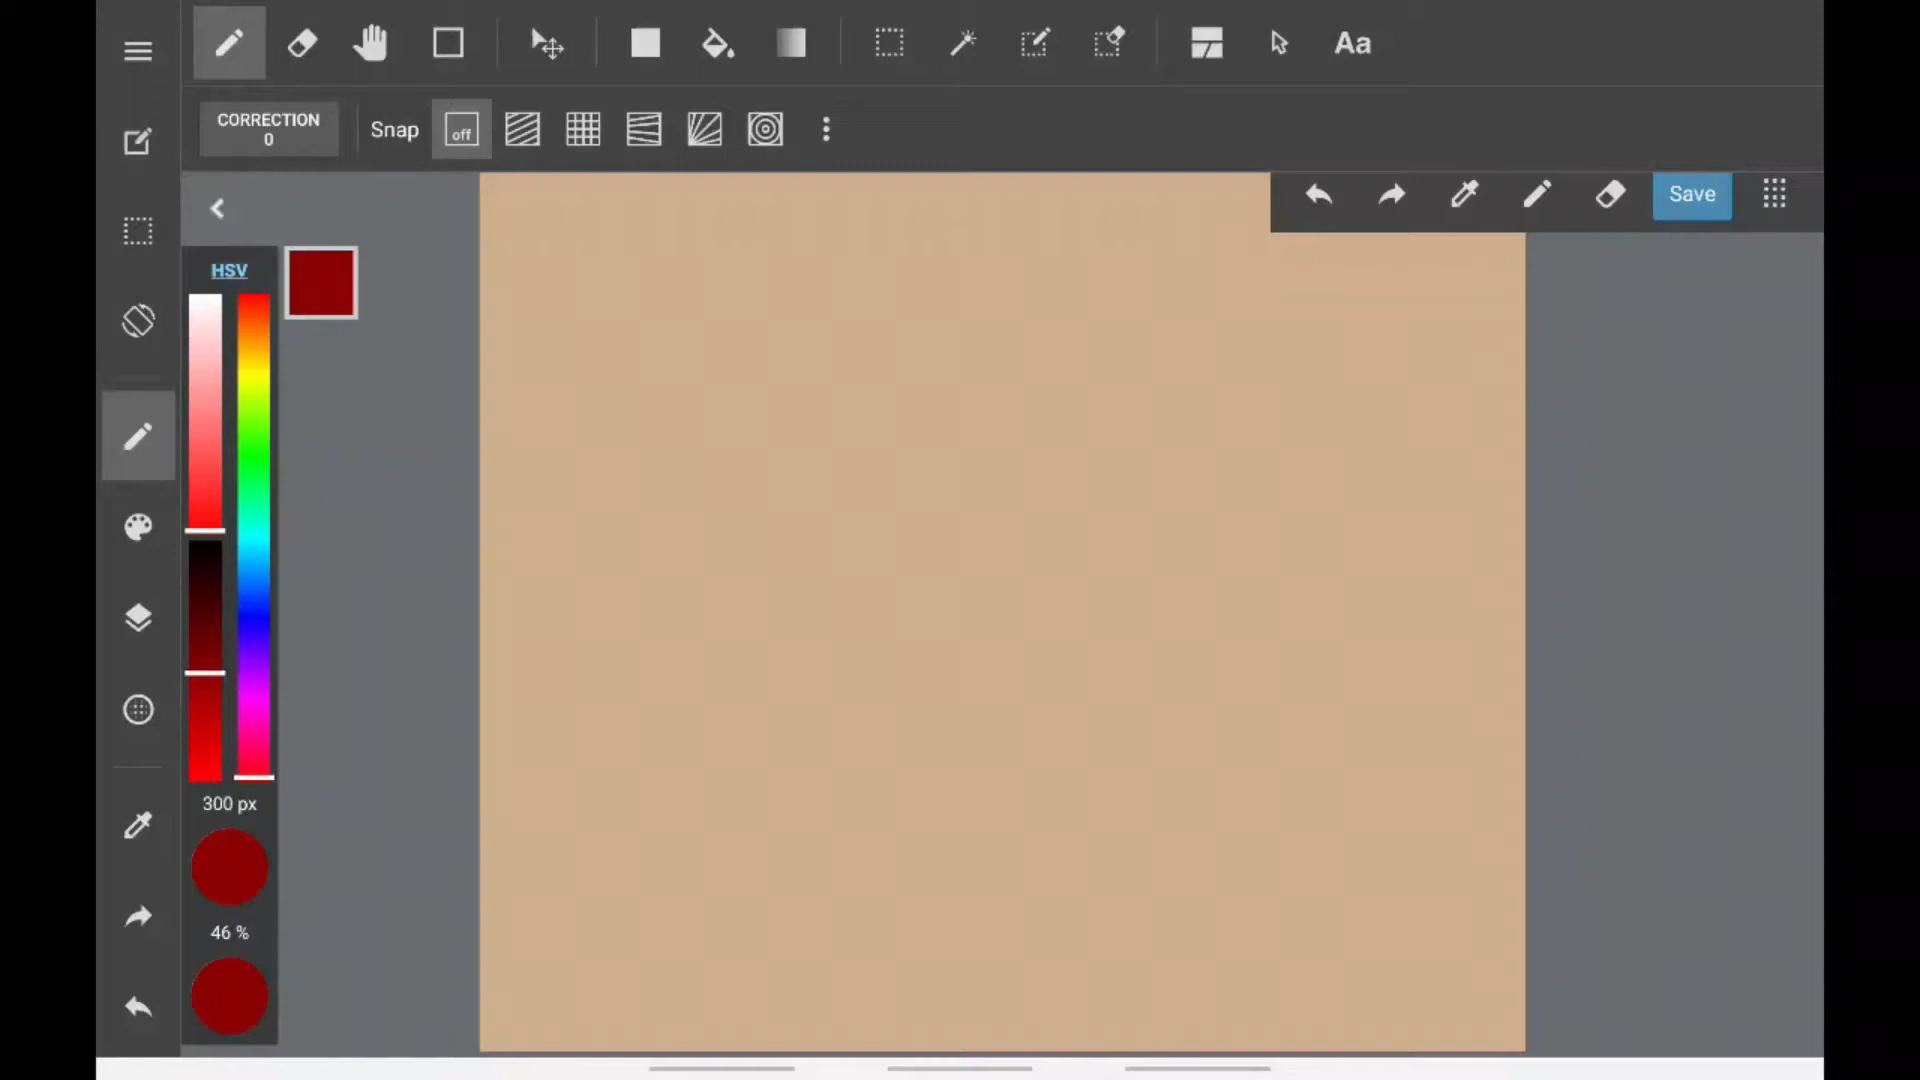 Aa
CORRECTION
0
Snap
off
Save
HSV
300 px
46 %